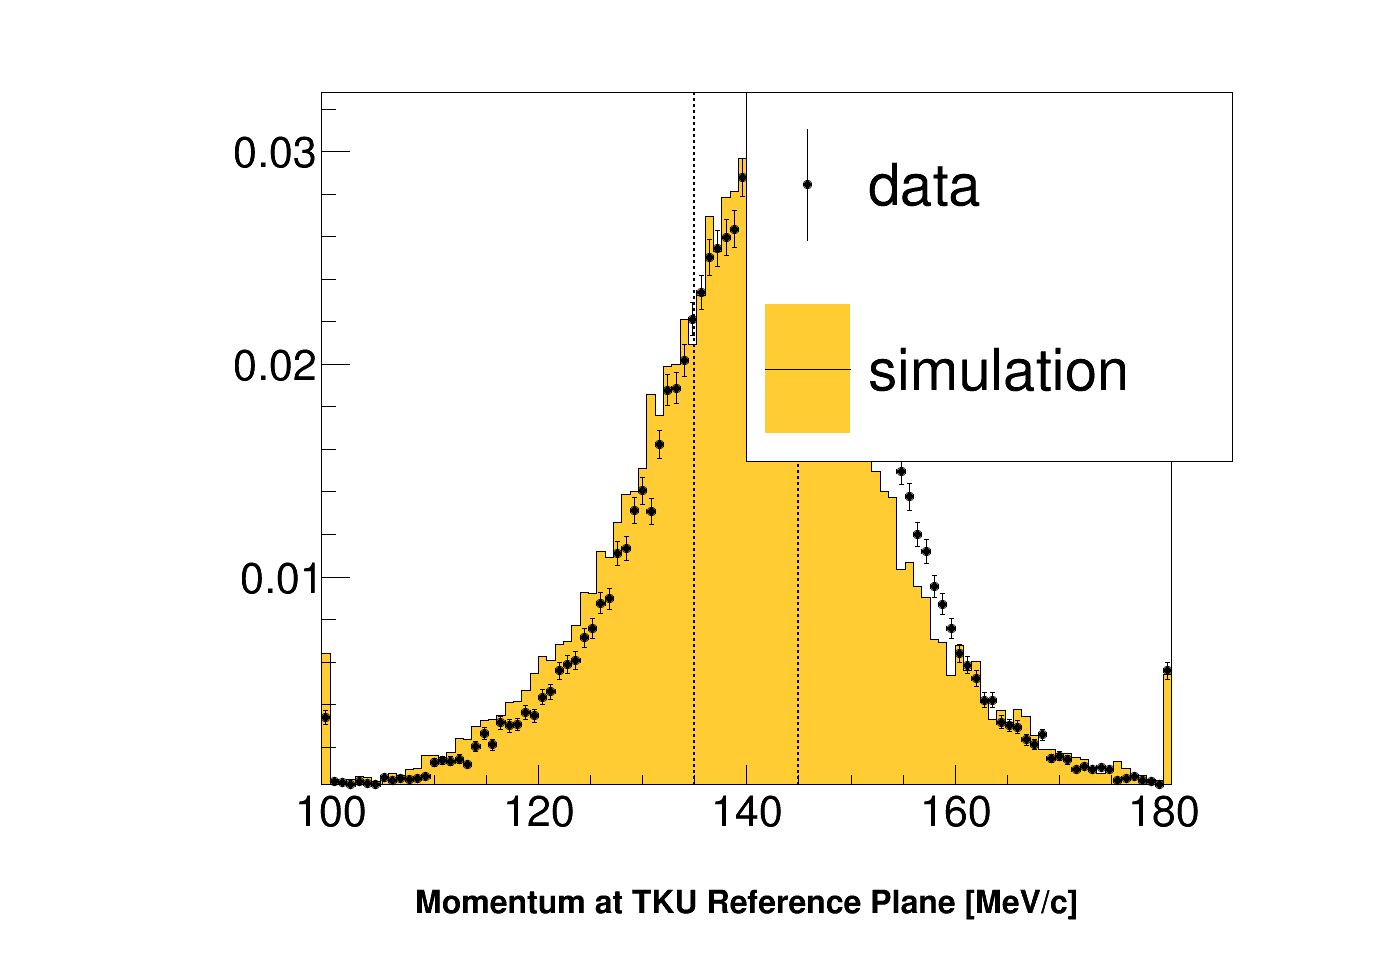 0.03
data
0.02
simulation
0.01
100 120 140 160 180
Momentum at TKU Reference Plane [MeV/c]